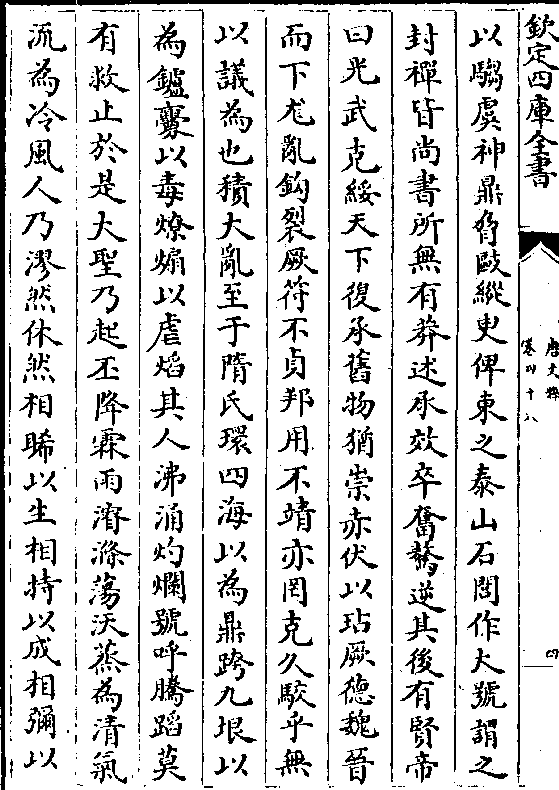 欽定四庫全書
唐文粹
卷四十八
四
以騶虞神鼎脅敺縱臾俾東之泰山石閭作大號謂之
封禪皆尚書所無有莽述承效卒奮驁逆其後有賢帝
曰光武克綏天下復承舊物猶崇赤伏以玷厥德魏晉
而下尨亂鈎裂厥符不貞邦用不靖亦罔克久駮乎無
以議為也積大亂至于隋氏環四海以為鼎跨九垠以
為鑪爨以毒燎煽以虐焰其人沸涌灼爛號呼騰蹈莫
有救止於是大聖乃起丕降霖雨濬滌蕩沃蒸為清氣
流為冷風人乃漻然休然相睎以生相持以成相彌以